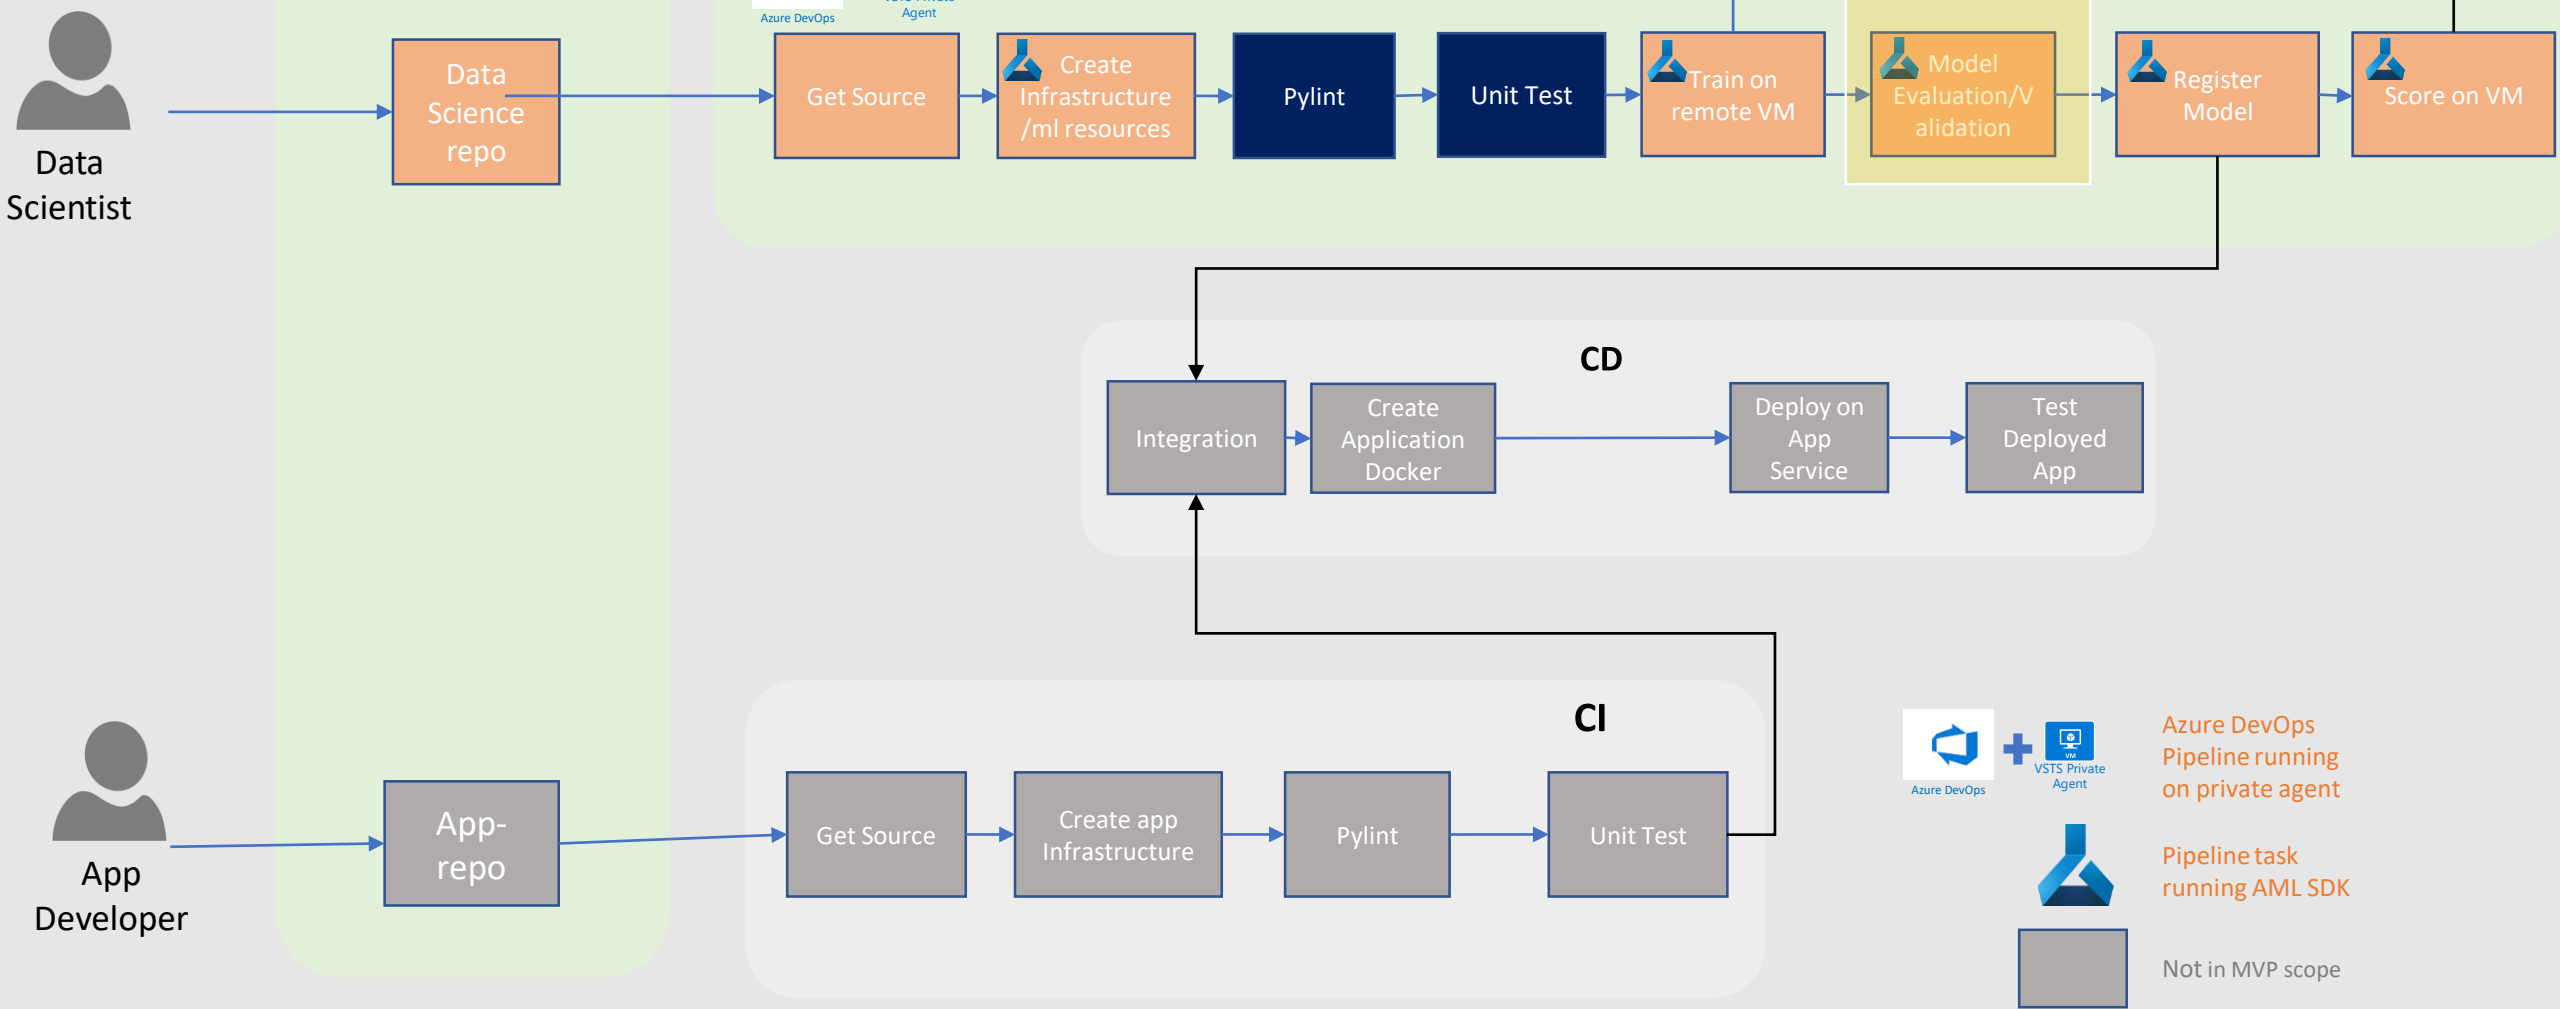 Azure DevOps
VSTS Private
Agent
Data
Scientist
Data
Science
repo
Get Source
Create
Infrastructure
/ml resources
Pylint
Unit Test
Train on
remote VM
Model
Evaluation/V
alidation
Register
Model
Score on VM
CD
Integration
Create
Application
Docker
Deploy on
App
Service
Test
Deployed
App
CI
App
Developer
App-
repo
Get Source
Create app
Infrastructure
Pylint
Unit Test
Azure DevOps
VM
VSTS Private
Agent
Azure DevOps
Pipeline running
on private agent
Pipeline task
running AML SDK
Not in MVP scope